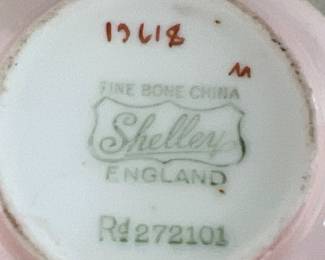 13618
M
FINE BONE CHINA
Shelley
ENGLAND
Rd 272101